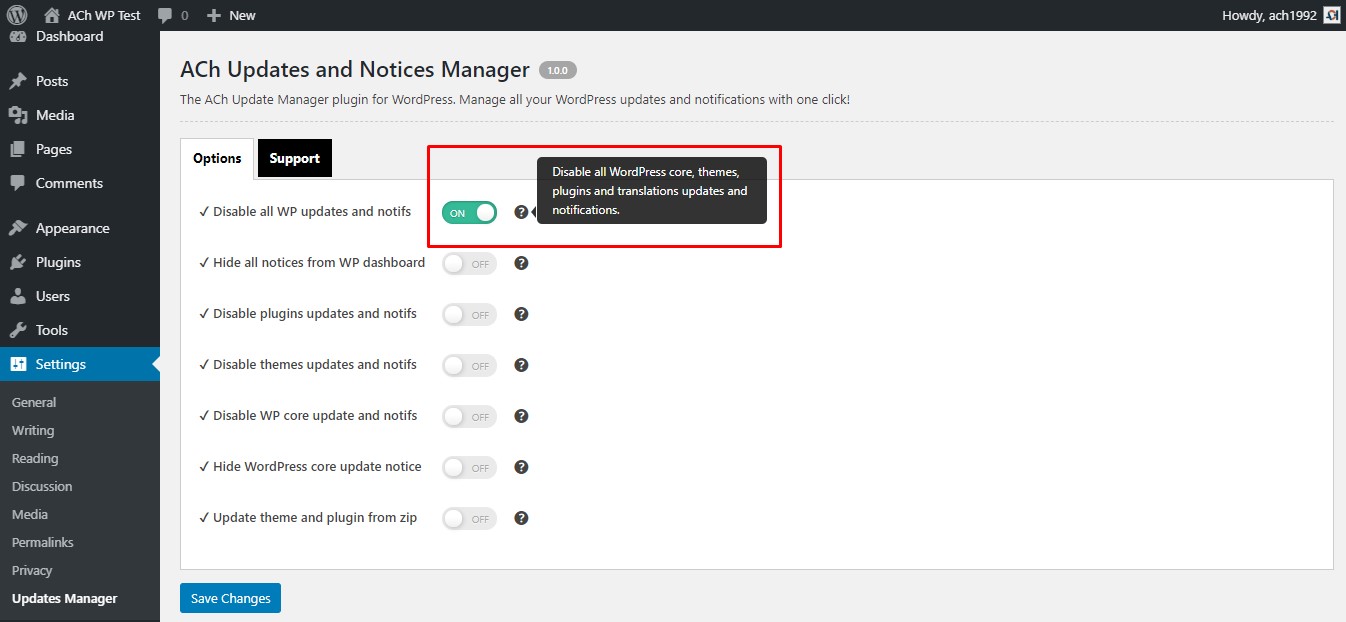 ACh WP Test 0 New Howdy, ach1992
Dashboard
Posts
Media
Pages
Comments
Appearance
Plugins
Users
Tools
Settings
General
Writing
Reading
Discussion
Media
Permalinks
Privacy
Updates Manager
ACh Updates and Notices Manager 1.0.0
The ACh Update Manager plugin for WordPress. Manage all your WordPress updates and notifications with one click!
Options Support
✓ Disable all WP updates and notifs ON ?
Disable all WordPress core, themes,
plugins and translations updates and
notifications.
✓ Hide all notices from WP dashboard OFF ?
✓ Disable plugins updates and notifs OFF ?
✓ Disable themes updates and notifs OFF ?
✓ Disable WP core update and notifs OFF ?
✓ Hide WordPress core update notice OFF ?
✓ Update theme and plugin from zip OFF ?
Save Changes